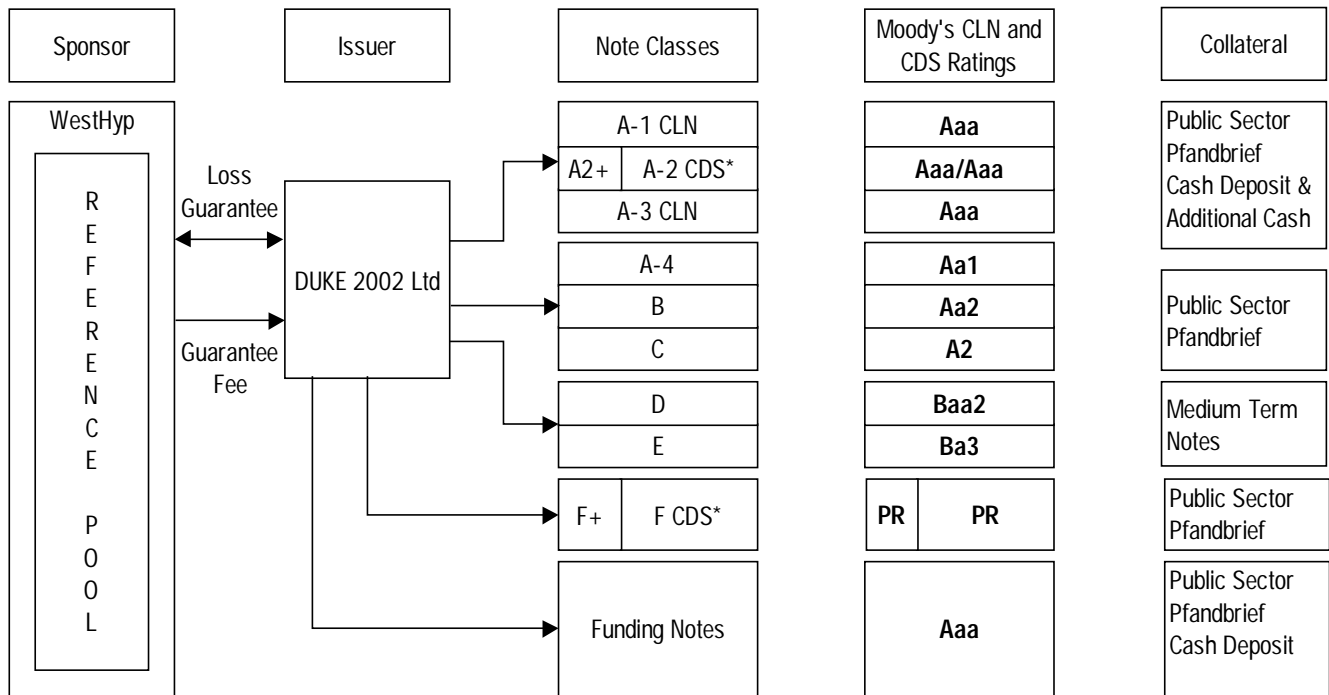 Sponsor
Issuer
Note Classes
Moody's CLN and
CDS Ratings
Collateral
WestHyp
R
E
F
E
R
E
N
C
E
P
O
O
L
Loss
Guarantee
Guarantee
Fee
DUKE 2002 Ltd
A-1 CLN
A2+ A-2 CDS*
A-3 CLN
A-4
B
C
D
E
F+ F CDS*
Funding Notes
Aaa
Aaa/Aaa
Aaa
Aa1
Aa2
A2
Baa2
Ba3
PR PR
Aaa
Public Sector
Pfandbrief
Cash Deposit &
Additional Cash
Public Sector
Pfandbrief
Medium Term
Notes
Public Sector
Pfandbrief
Public Sector
Pfandbrief
Cash Deposit